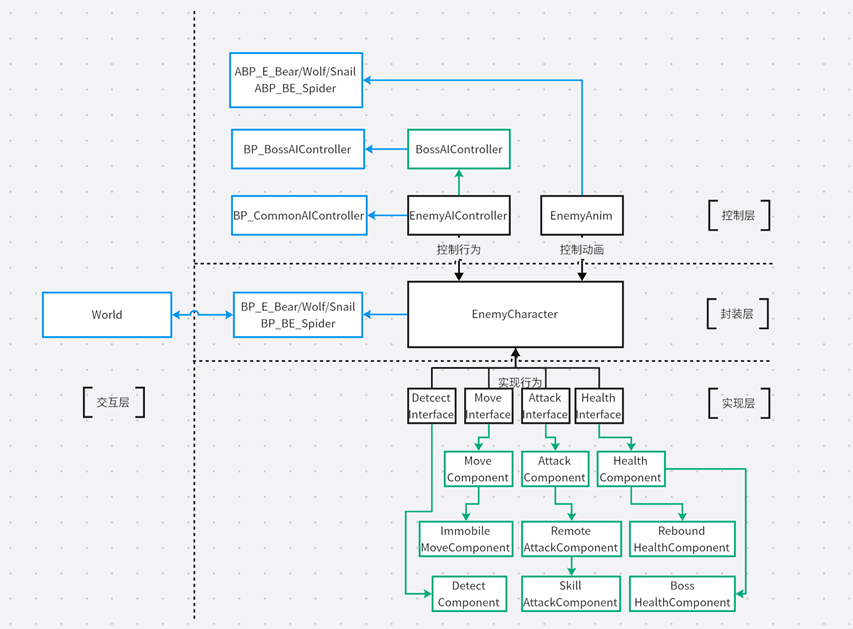 ABP_E_Bear/Wolf/Snail
ABP_BE_Spider
BP_BossAIController
BossAIController
BP_CommonAIController
EnemyAIController
EnemyAnim
控制层
控制行为
控制动画
World
BP_E_Bear/Wolf/Snail
BP_BE_Spider
EnemyCharacter
封装层
交互层
实现行为
实现层
Detcect
Interface
Move
Interface
Attack
Interface
Health
Interface
Move
Component
Attack
Component
Health
Component
Immobile
MoveComponent
Remote
AttackComponent
Rebound
HealthComponent
Detect
Component
Skill
AttackComponent
Boss
HealthComponent